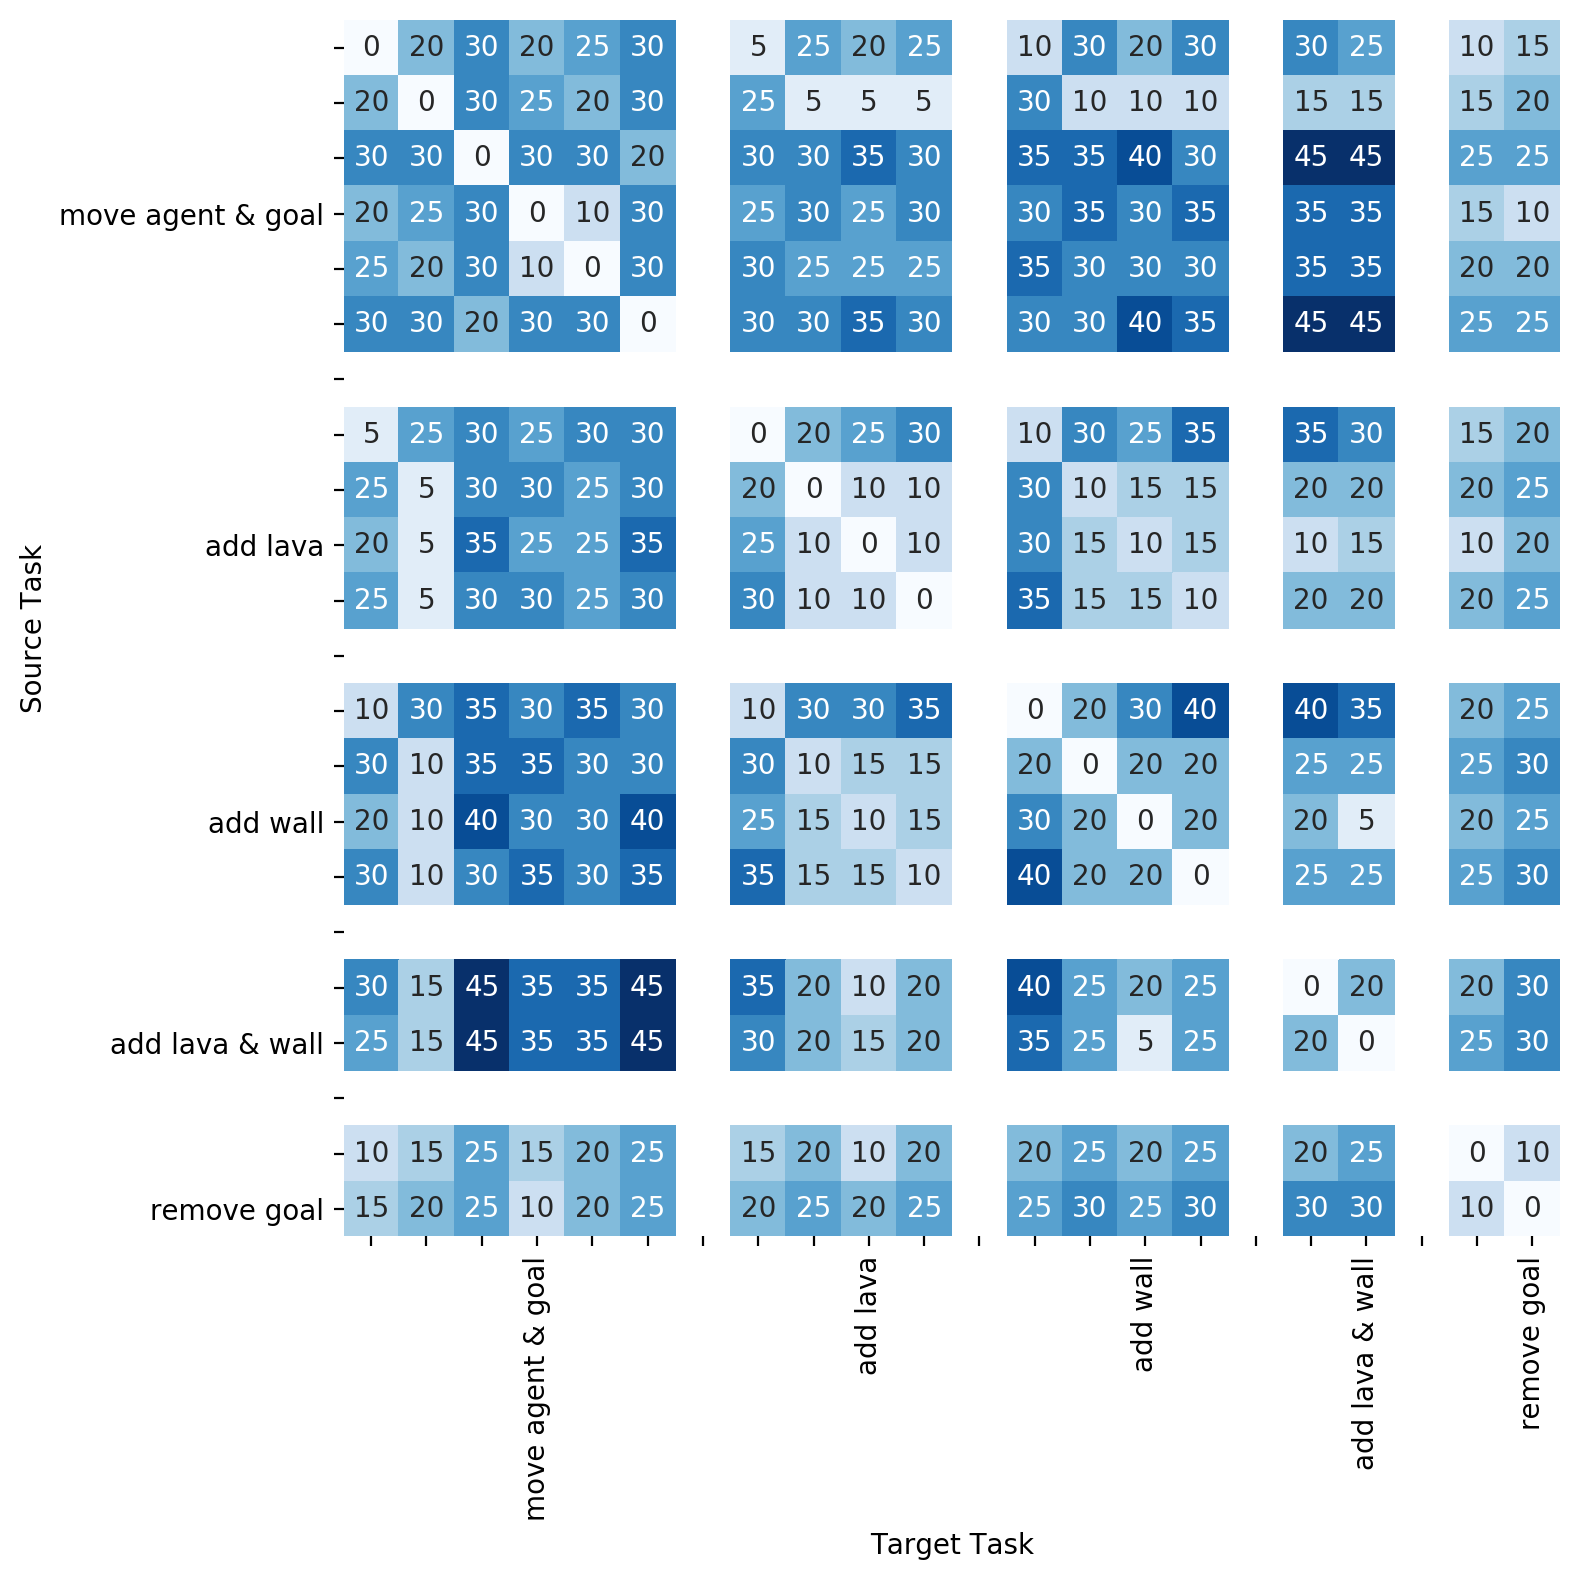 0 20 30 20 25 30 5 25 20 25 10 30 20 30 30 25 10 15
20 0 30 25 20 30 25 5 5 5 30 10 10 10 15 15 15 20
30 30 0 30 30 20 30 30 35 30 35 35 40 30 45 45 25 25
move agent & goal 20 25 30 0 10 30 25 30 25 30 30 35 30 35 35 35 15 10
25 20 30 10 0 30 30 25 25 25 35 30 30 30 35 35 20 20
30 30 20 30 30 0 30 30 35 30 30 30 40 35 45 45 25 25
5 25 30 25 30 30 0 20 25 30 10 30 25 35 35 30 15 20
25 5 30 30 25 30 20 0 10 10 30 10 15 15 20 20 20 25
add lava 20 5 35 25 25 35 25 10 0 10 30 15 10 15 10 15 10 20
25 5 30 30 25 30 30 10 10 0 35 15 15 10 20 20 20 25
Source Task
10 30 35 30 35 30 10 30 30 35 0 20 30 40 40 35 20 25
30 10 35 35 30 30 30 10 15 15 20 0 20 20 25 25 25 30
add wall 20 10 40 30 30 40 25 15 10 15 30 20 0 20 20 5 20 25
30 10 30 35 30 35 35 15 15 10 40 20 20 0 25 25 25 30
30 15 45 35 35 45 35 20 10 20 40 25 20 25 0 20 20 30
add lava & wall 25 15 45 35 35 45 30 20 15 20 35 25 5 25 20 0 25 30
10 15 25 15 20 25 15 20 10 20 20 25 20 25 20 25 0 10
remove goal 15 20 25 10 20 25 20 25 20 25 25 30 25 30 30 30 10 0
move agent & goal
add lava
add wall
add lava & wall
remove goal
Target Task